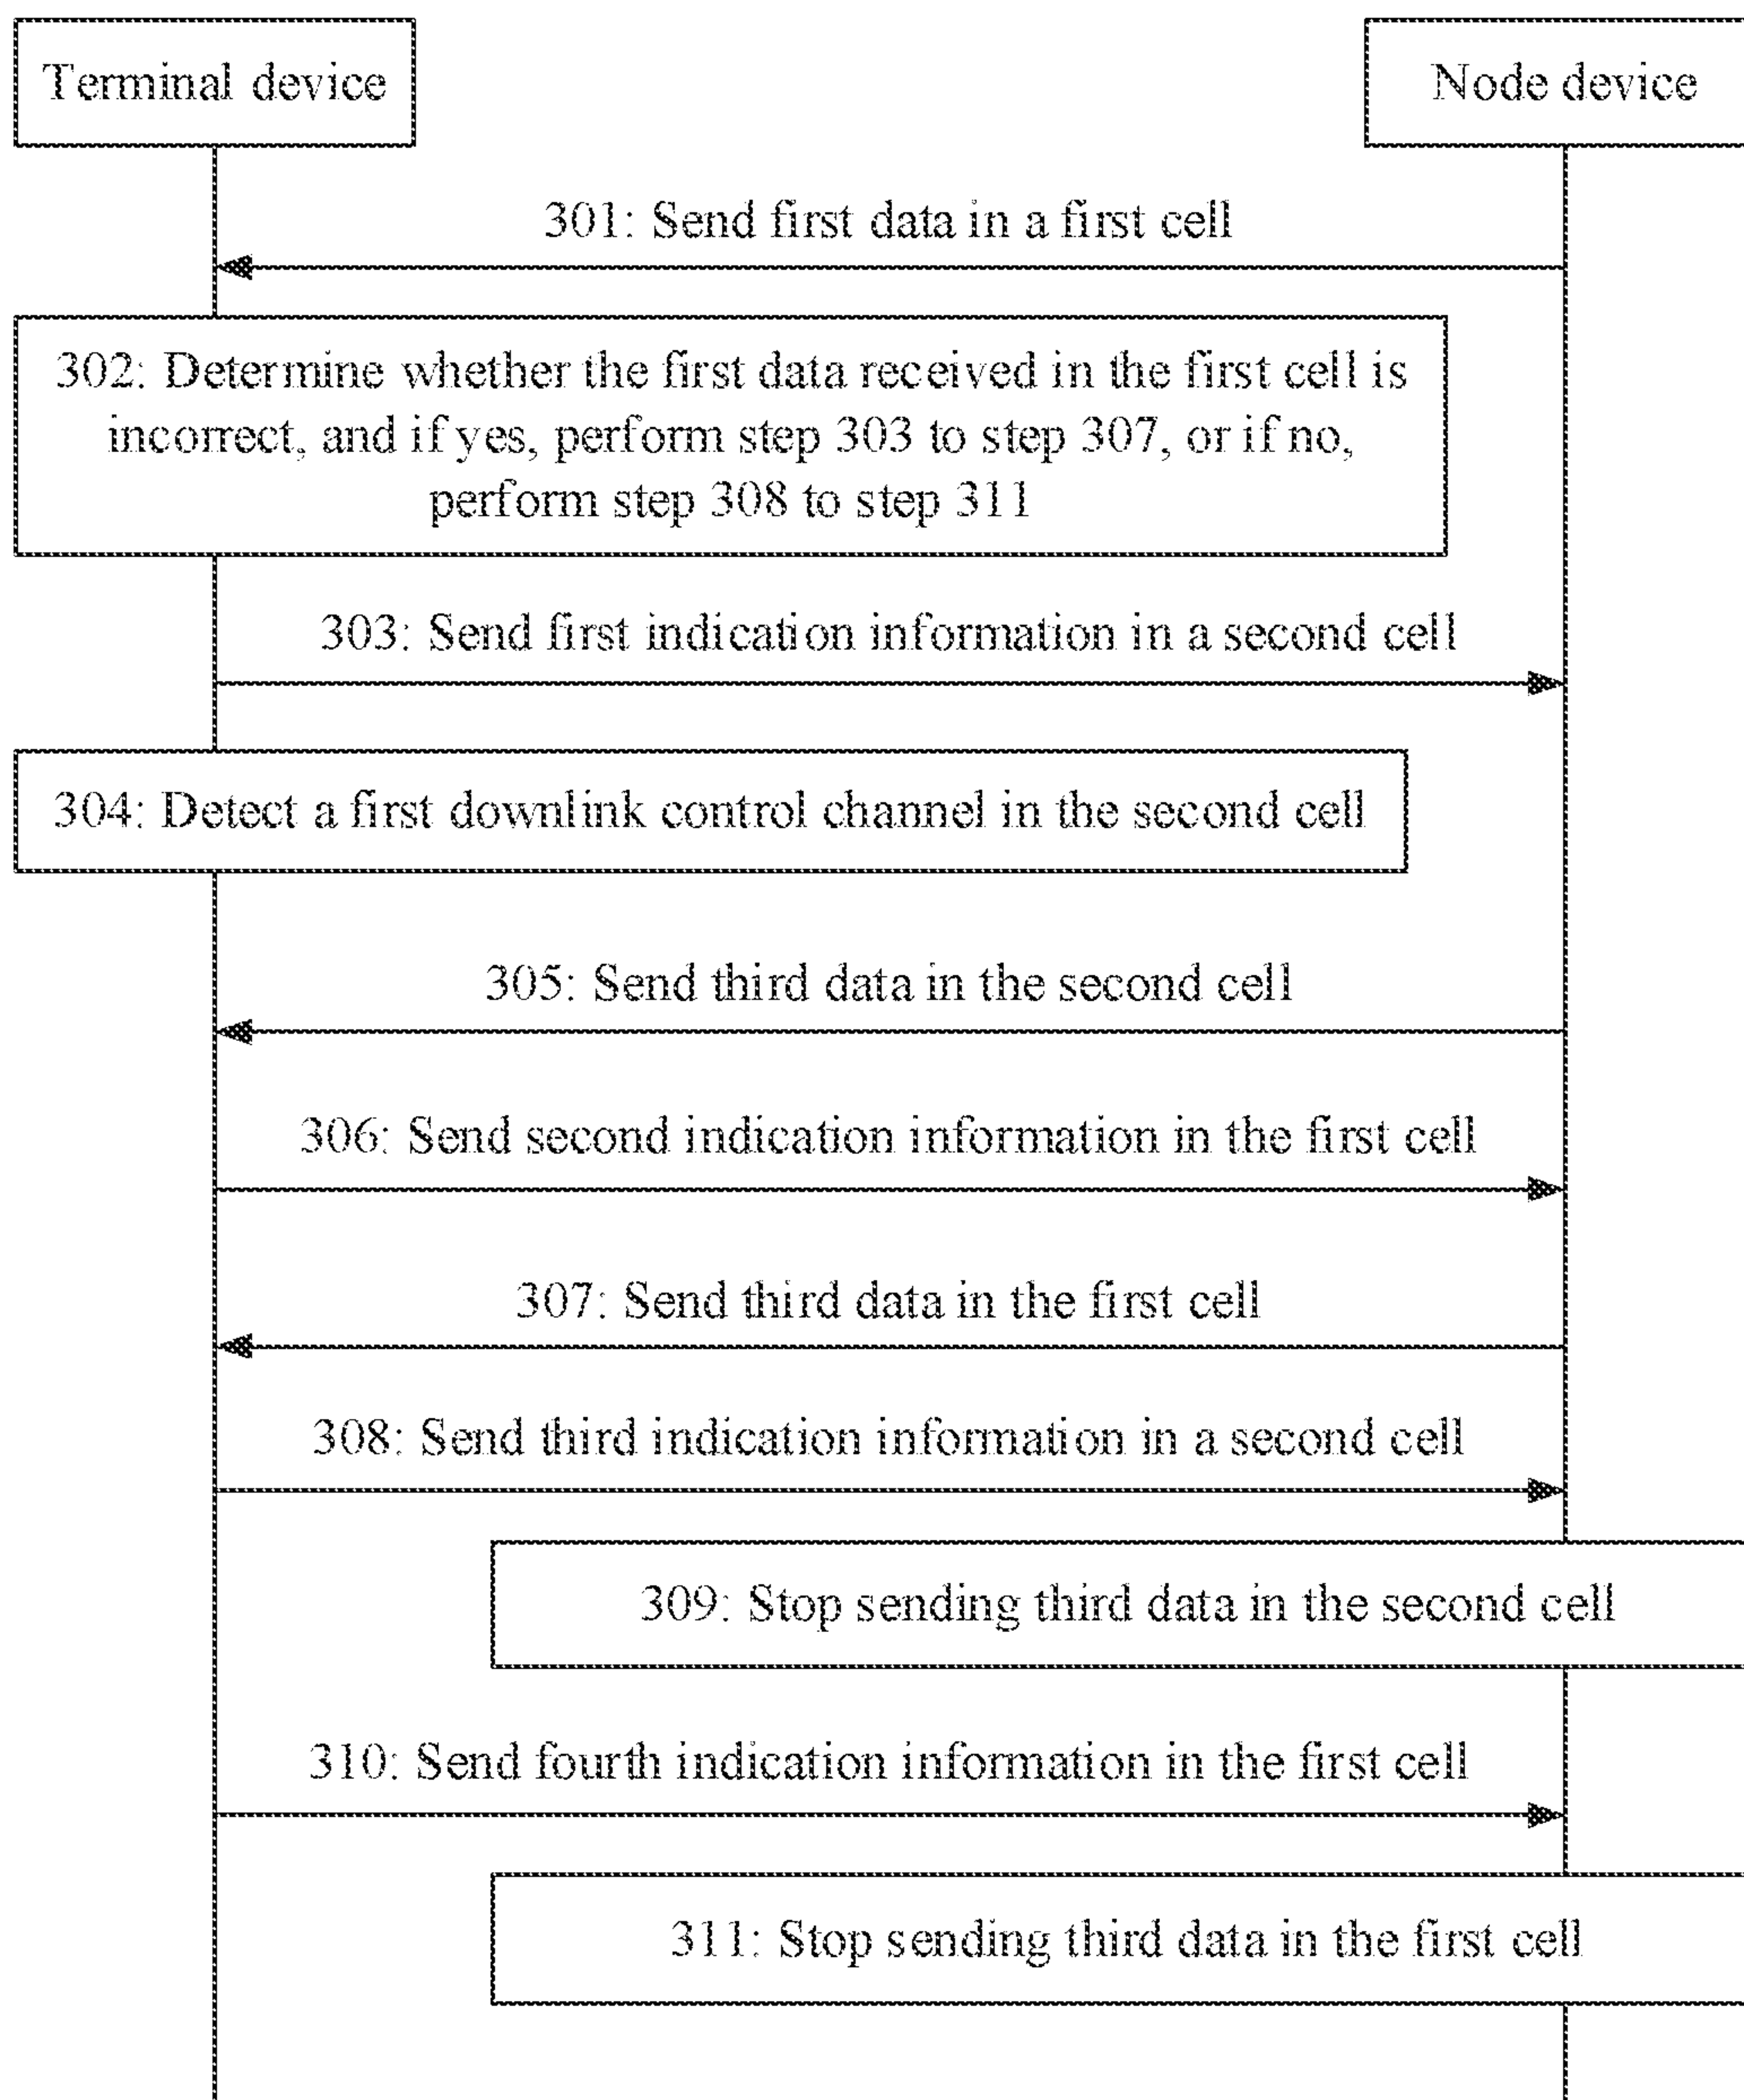 Terminal device
Node device
301: Send first data in a first cell
302: Determine whether the first data received in the first cell is
incorrect, and if yes, perform step 303 to step 307, or if no,
perform step 308 to step 311
303: Send first indication information in a second cell
304: Detect a first downlink control channel in the second cell
305: Send third data in the second cell
306: Send second indication information in the first cell
307: Send third data in the first cell
308: Send third indication information in a second cell
309: Stop sending third data in the second cell
310: Send fourth indication information in the first cell
311: Stop sending third data in the first cell